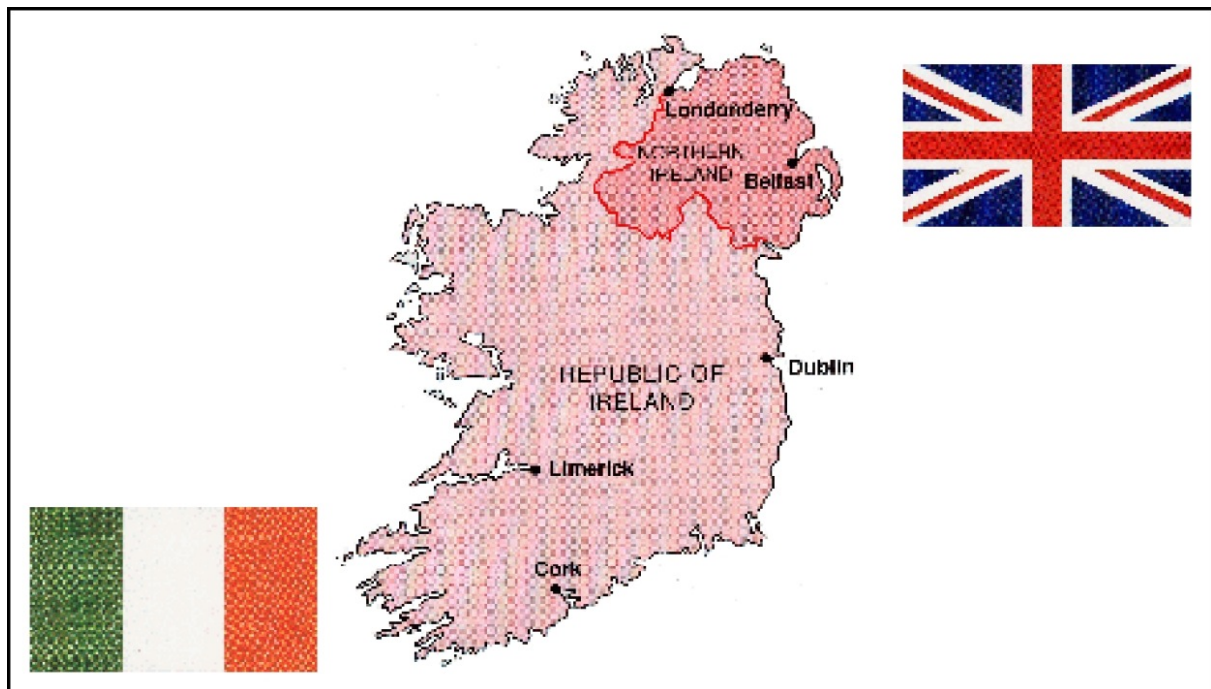 Londonderry
NORTHERN
IRELAND
Belfast
Dublin
REPUBLIC OF
IRELAND
Limerick
Cork